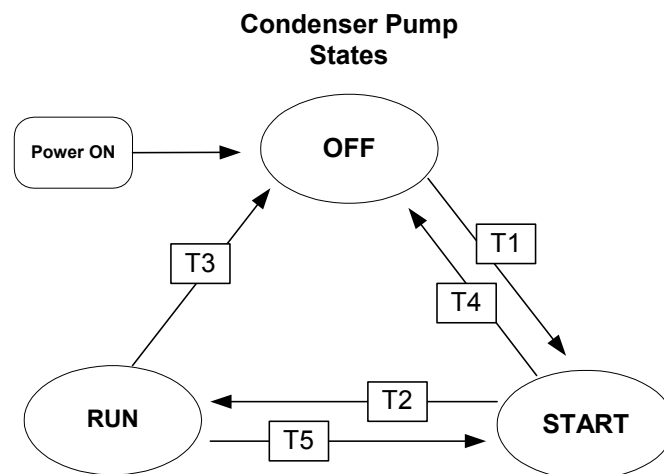 Condenser Pump
States
Power ON
OFF
T1
T3
T4
T2
RUN
START
T5